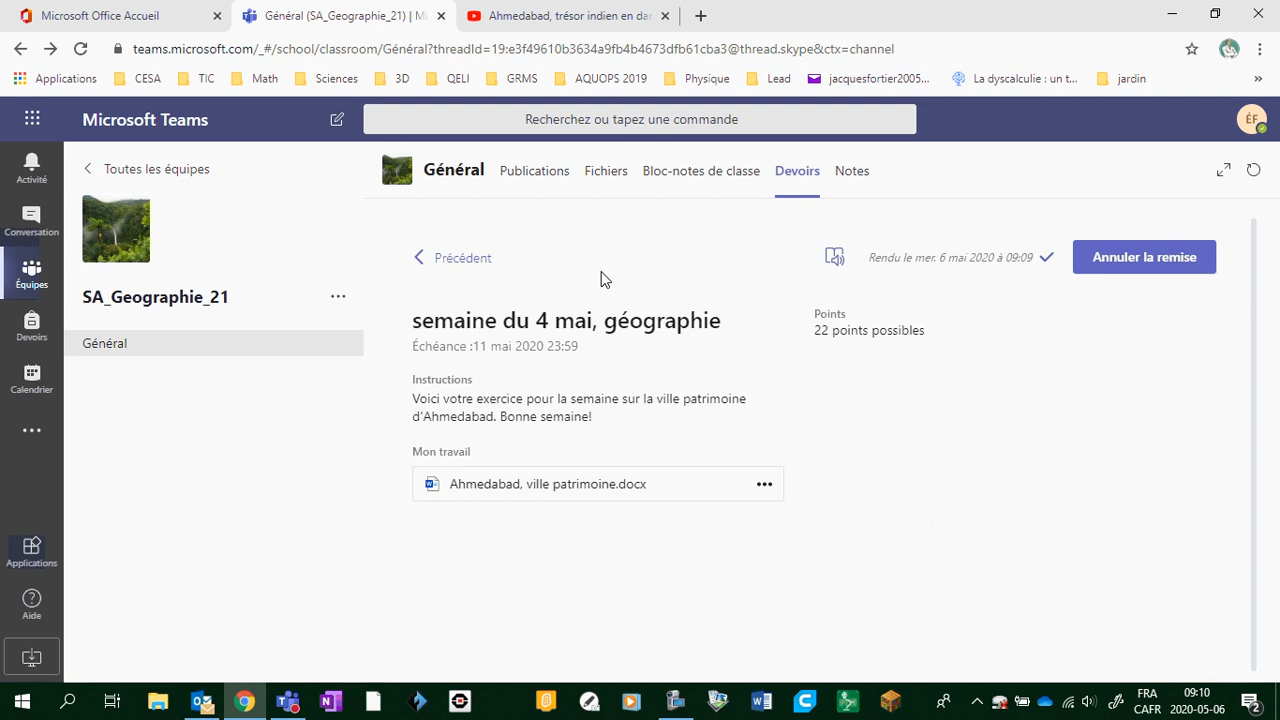 Microsoft Office Accueil
Général (SA_Geographie_21) | Mi
Ahmedabad, trésor indien en dar
teams.microsoft.com/_#/school/classroom/Général?threadId=19:e3f49610b3634a9fb4b4673dfb61cba3@thread.skype&ctx=channel
Applications CESA TIC Math Sciences 3D QELI GRMS AQUOPS 2019 Physique Lead jacquesfortier2005... La dyscalculie : un t... jardin »
Microsoft Teams
Recherchez ou tapez une commande
ÉF
Activité
Conversation
Équipes
Devoirs
Calendrier
Applications
Aide
Toutes les équipes
SA_Geographie_21
Général
Général Publications Fichiers Bloc-notes de classe Devoirs Notes
Précédent
Rendu le mer. 6 mai 2020 à 09:09
Annuler la remise
semaine du 4 mai, géographie
Échéance :11 mai 2020 23:59
Points
22 points possibles
Instructions
Voici votre exercice pour la semaine sur la ville patrimoine
d'Ahmedabad. Bonne semaine!
Mon travail
Ahmedabad, ville patrimoine.docx
FRA
CAFR
09:10
2020-05-06
2